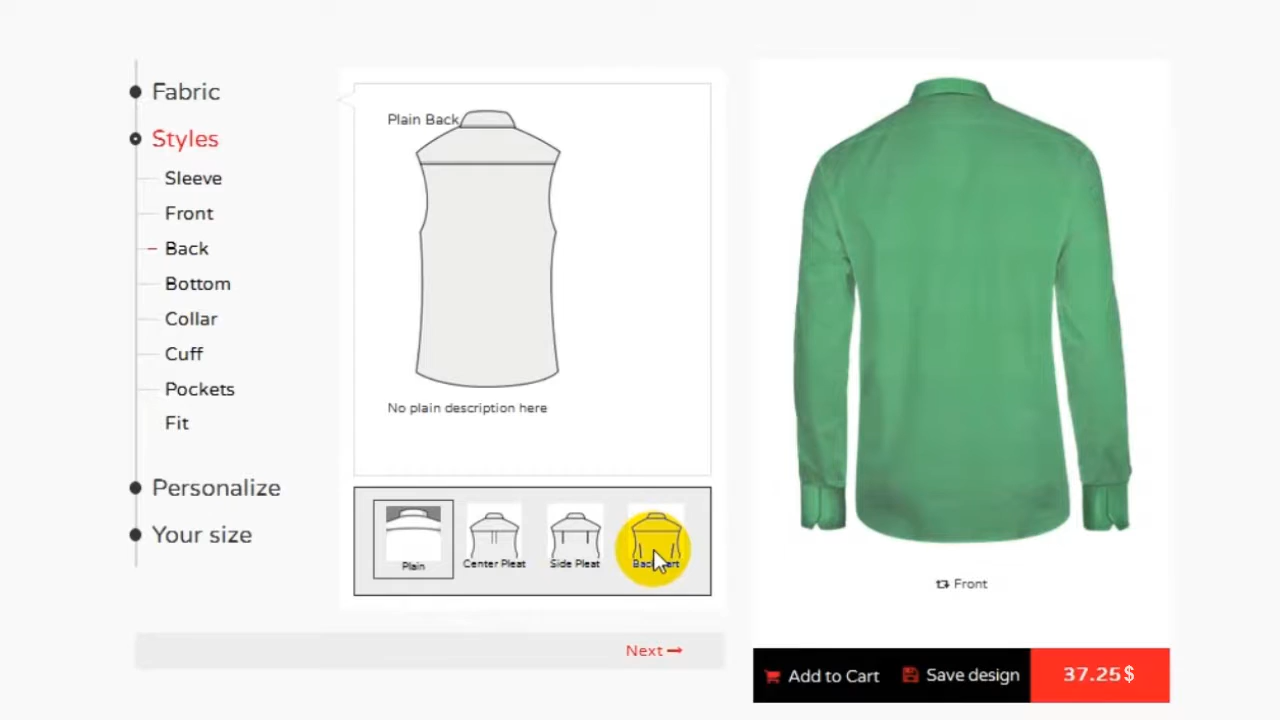 Fabric
Styles
Sleeve
Front
Back
Bottom
Collar
Cuff
Pockets
Fit
Personalize
Your size
Plain Back
No plain description here
Plain
Center Pleat
Side Pleat
Next
Front
Add to Cart
Save design
37.25$